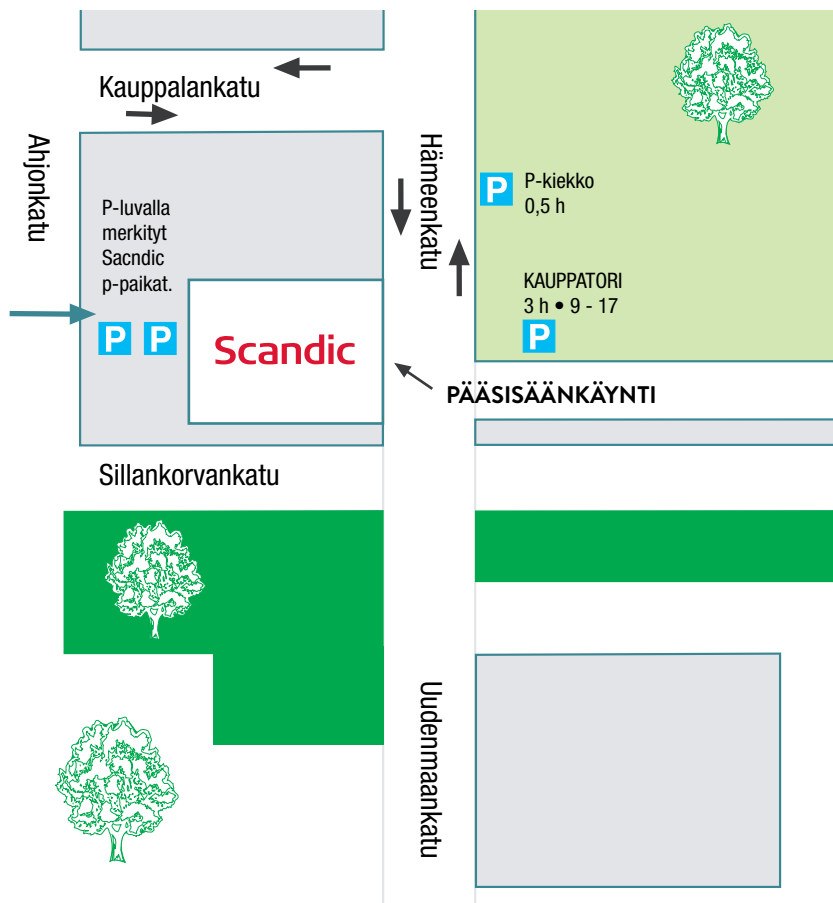 Kauppalankatu
Ahjonkatu
Hämeenkatu
P-luvalla
merkityt
Sacndic
p-paikat.
P P
Scandic
P
P-kiekko
0,5 h
KAUPPATORI
3 h • 9 - 17
P
PÄÄSISÄÄNKÄYNTI
Sillankorvankatu
Uudenmaankatu